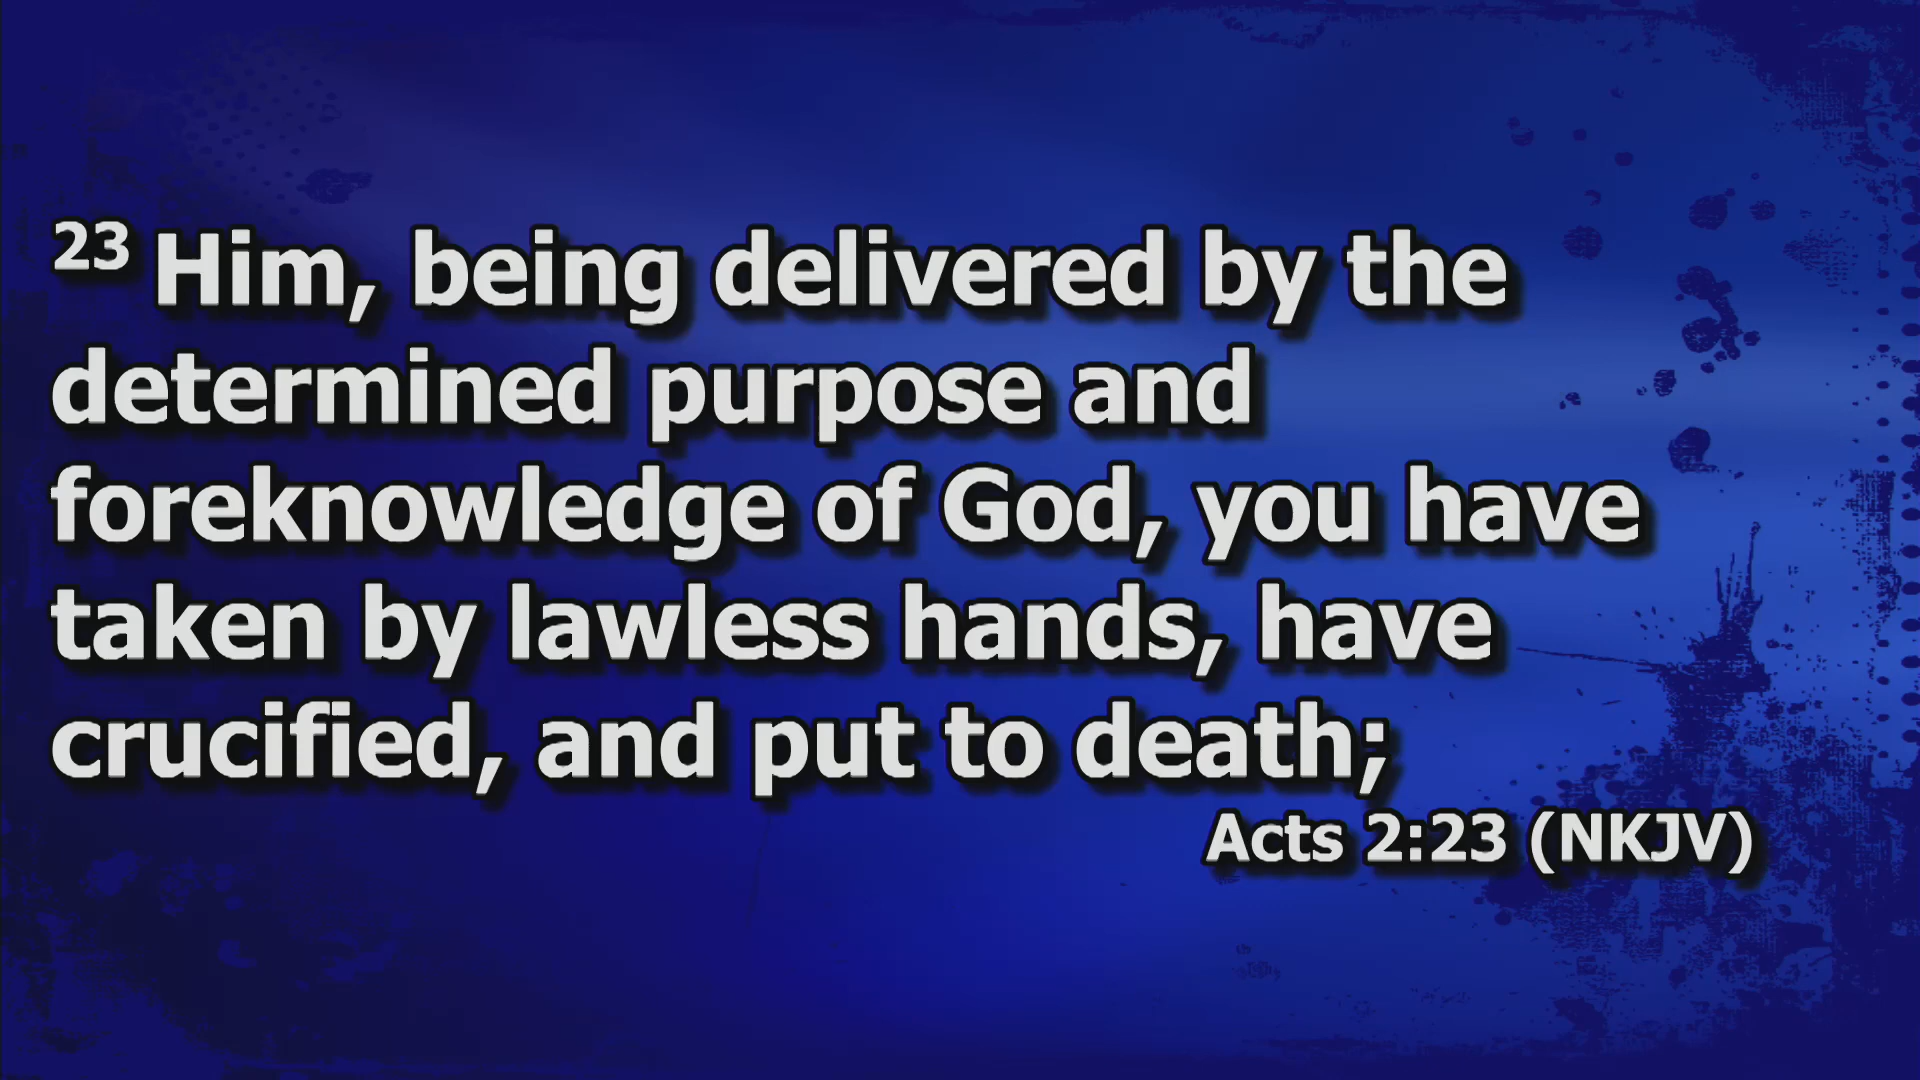 23 Him, being delivered by the
determined purpose and
foreknowledge of God, you have
taken by lawless hands, have
crucified, and put to death;
Acts 2:23 (NKJV)